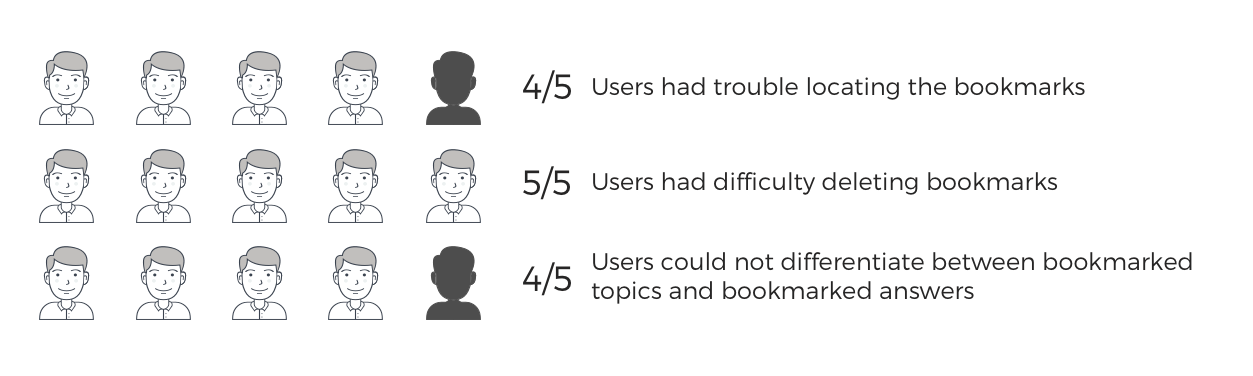 4/5 Users had trouble locating the bookmarks
5/5 Users had difficulty deleting bookmarks
4/5 Users could not differentiate between bookmarked
topics and bookmarked answers